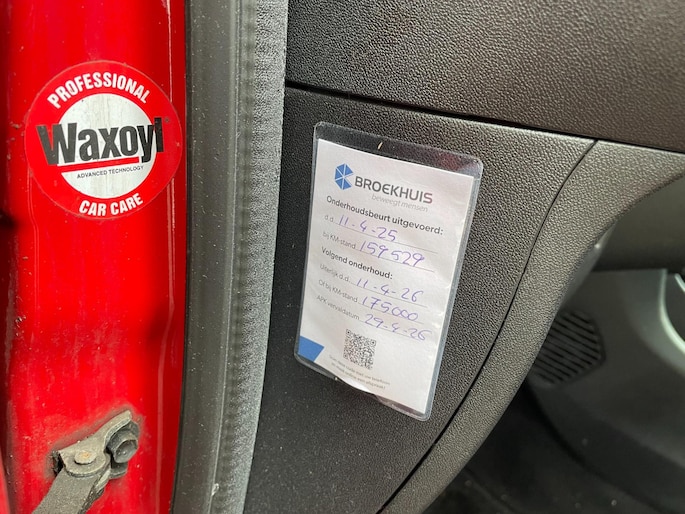 PROFESSIONAL
Waxoyl
ADVANCED TECHNOLOGY
CAR CARE
BROEKHUIS
beweegt mensen
Onderhoudsbeurt uitgevoerd:
d.d. 11-4-25
bij KM stand 159529
Volgend onderhoud:
Uiterlijk d.d. 11-4-26
Of bij KM stand 175000
APK vervaldatum 29-4-26